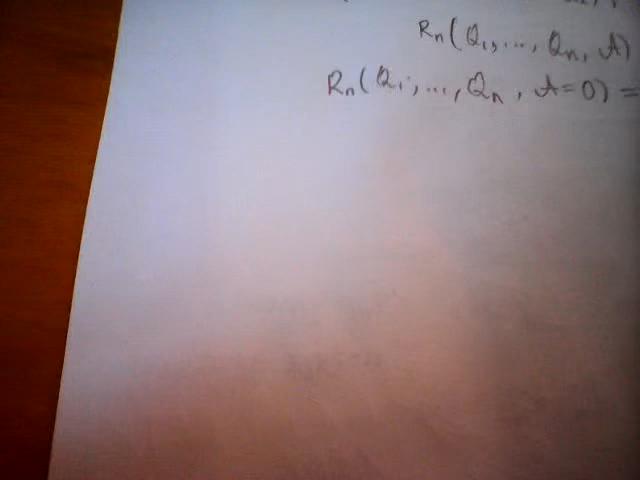 Rn(Q1,..., Qn, A)
Rn(Q1,..., Qn, A=0) =